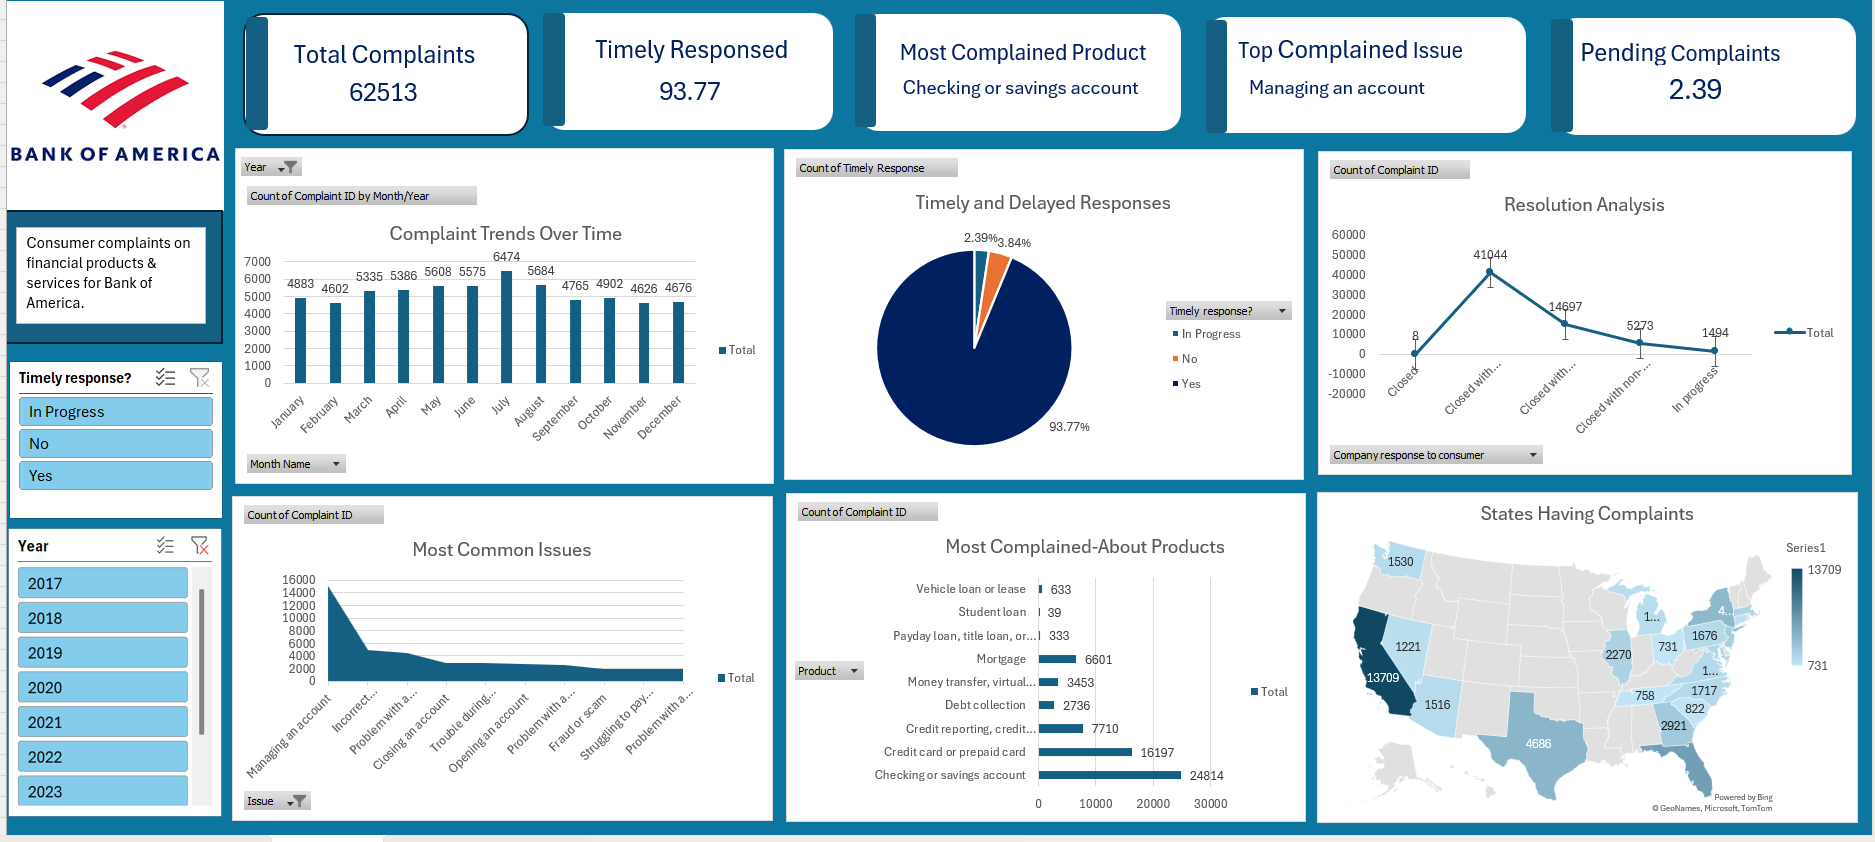 BANK OF AMERICA
Consumer complaints on
financial products &
services for Bank of
America.
Timely response?
In Progress
No
Yes
Year
2017
2018
2019
2020
2021
2022
2023
Total Complaints
62513
Timely Responsed
93.77
Most Complained Product
Checking or savings account
Top Complained Issue
Managing an account
Pending Complaints
2.39
Year
Count of Complaint ID by Month/Year
Complaint Trends Over Time
7000
6000
5000
4000
3000
2000
1000
0
4883
4602
5335
5386
5608
5575
6474
5684
4765
4902
4626
4676
January
February
March
April
May
June
July
August
September
October
November
December
Total
Month Name
Count of Timely Response
Timely and Delayed Responses
2.39%
3.84%
93.77%
Timely response?
In Progress
No
Yes
Count of Complaint ID
Resolution Analysis
60000
50000
40000
30000
20000
10000
0
-10000
-20000
8
41044
14697
5273
1494
Closed
Closed with...
Closed with...
Closed with non-...
In progress
Total
Company response to consumer
Count of Complaint ID
Most Common Issues
16000
14000
12000
10000
8000
6000
4000
2000
0
Managing an account
Incorrect...
Problem with a...
Closing an account
Trouble during...
Opening an account
Problem with a...
Fraud or scam
Struggling to pay...
Problem with a...
Total
Issue
Count of Complaint ID
Most Complained-About Products
Product
Vehicle loan or lease 633
Student loan 39
Payday loan, title loan, or... 333
Mortgage 6601
Money transfer, virtual... 3453
Debt collection 2736
Credit reporting, credit... 7710
Credit card or prepaid card 16197
Checking or savings account 24814
0 10000 20000 30000
Total
States Having Complaints
Series1
13709
731
1530
1221
13709
1516
4686
2270
1...
731
1676
4...
1...
758
1717
822
2921
Powered by Bing
© GeoNames, Microsoft, TomTom